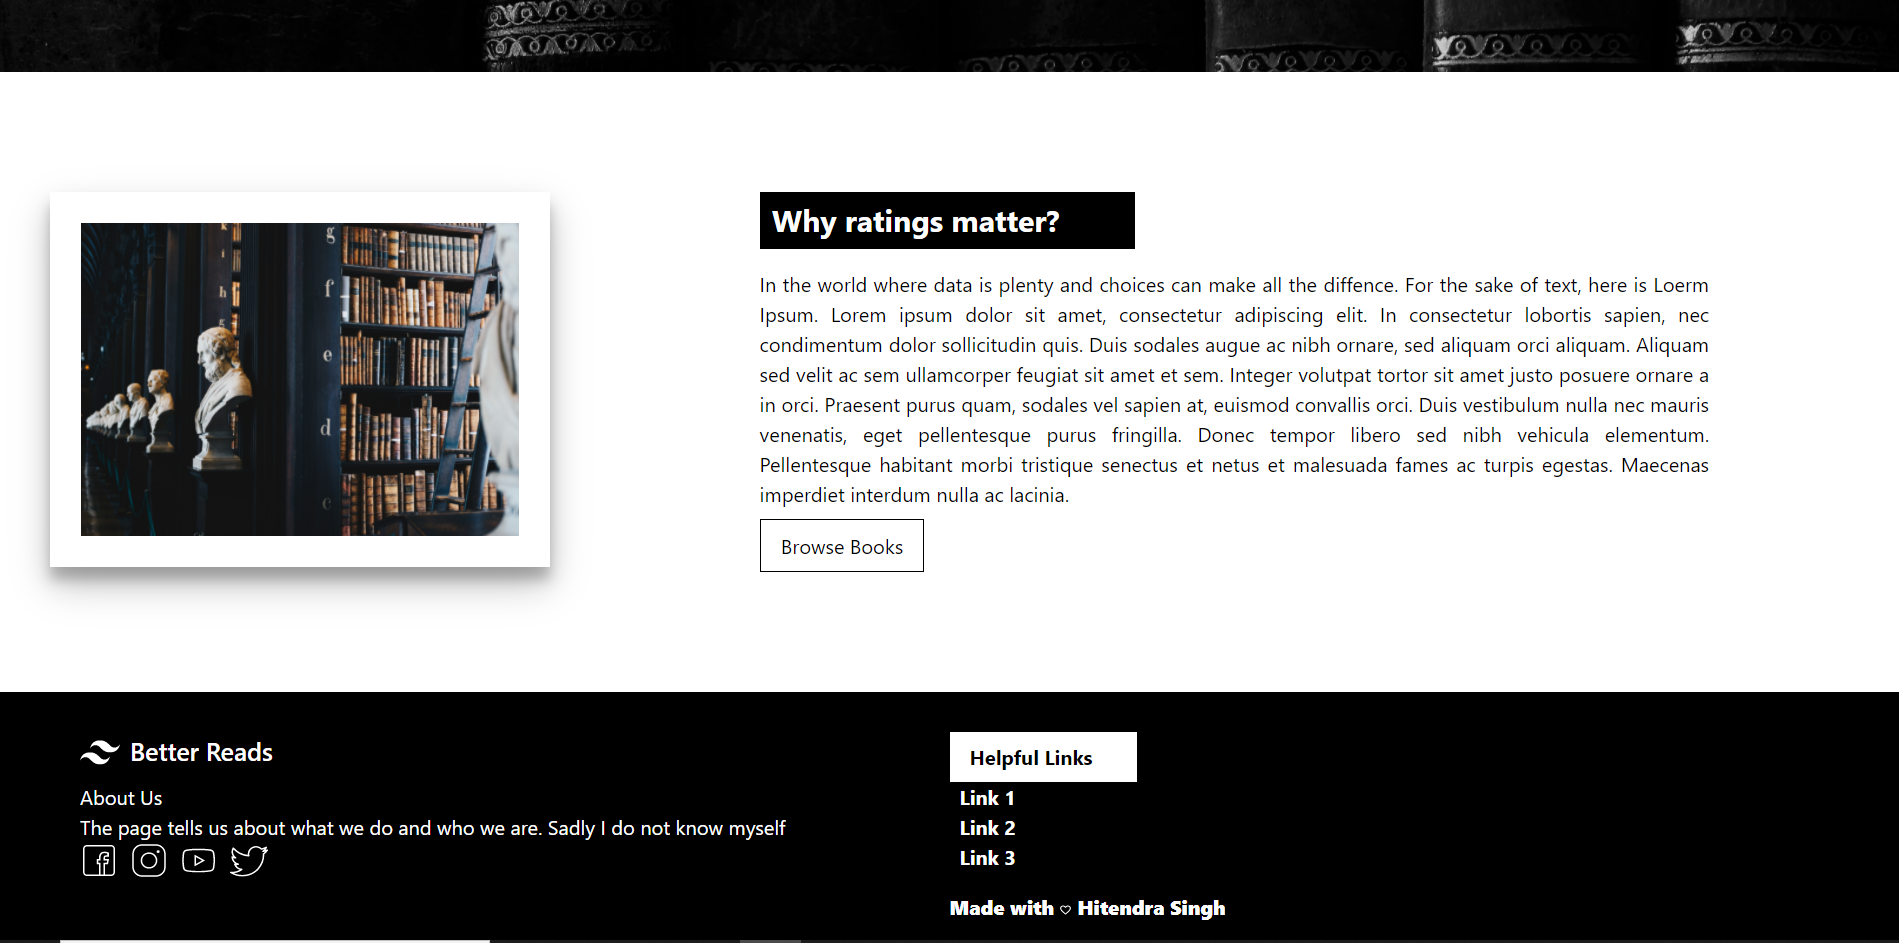 k
i
h
g
g
f
e
d
c
Why ratings matter?
In the world where data is plenty and choices can make all the diffence. For the sake of text, here is Loerm
Ipsum. Lorem ipsum dolor sit amet, consectetur adipiscing elit. In consectetur lobortis sapien, nec
condimentum dolor sollicitudin quis. Duis sodales augue ac nibh ornare, sed aliquam orci aliquam. Aliquam
sed velit ac sem ullamcorper feugiat sit amet et sem. Integer volutpat tortor sit amet justo posuere ornare a
in orci. Praesent purus quam, sodales vel sapien at, euismod convallis orci. Duis vestibulum nulla nec mauris
venenatis, eget pellentesque purus fringilla. Donec tempor libero sed nibh vehicula elementum.
Pellentesque habitant morbi tristique senectus et netus et malesuada fames ac turpis egestas. Maecenas
imperdiet interdum nulla ac lacinia.
Browse Books
Better Reads
About Us
The page tells us about what we do and who we are. Sadly I do not know myself
Helpful Links
Link 1
Link 2
Link 3
Made with ♡ Hitendra Singh